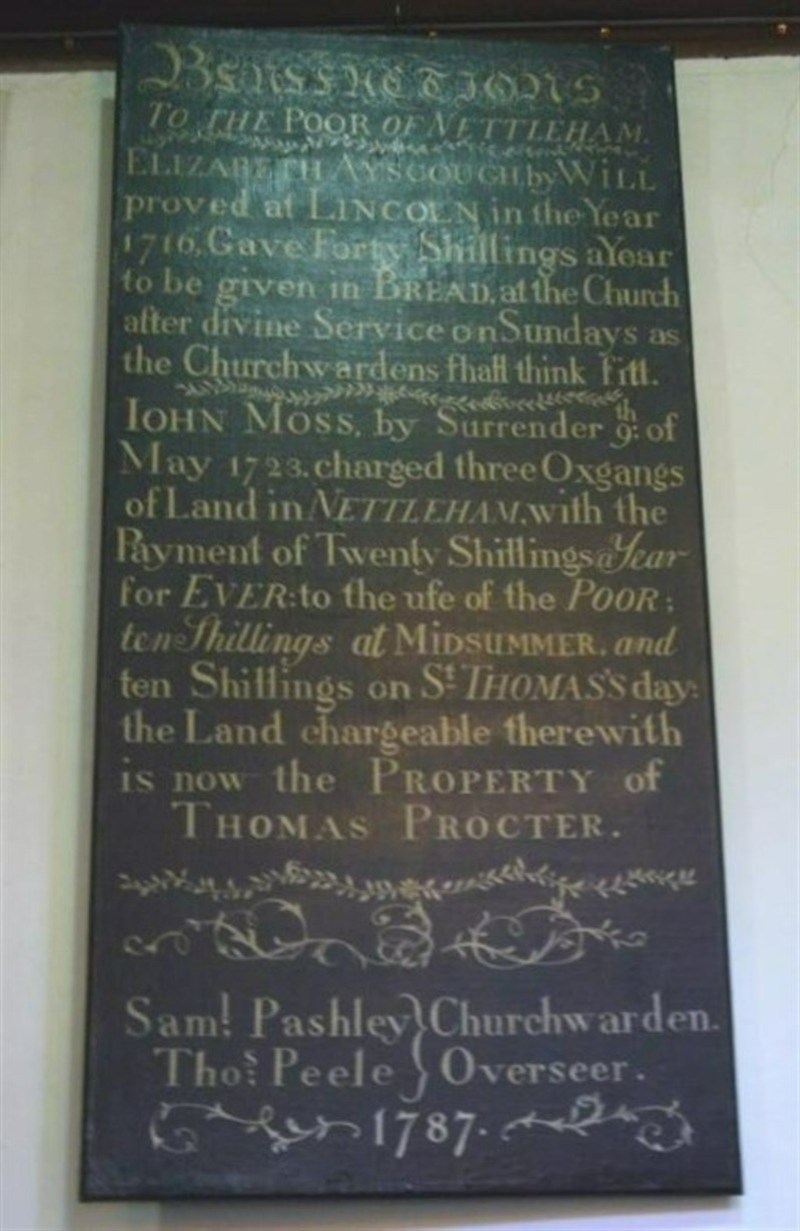 BENEFACTIONS
TO THE POOR OF NETTLEHAM.
ELIZABETH AYSCOUGH by WILL
proved at LINCOLN in the Year
1716, Gave Forty Shillings a Year
to be given in BREAD, at the Church
after divine Service on Sundays as
the Churchwardens ſhall think fitt.
IOHN MOSS, by Surrender 9th: of
May 1723. charged three Oxgangs
of Land in NETTLEHAM, with the
Payment of Twenty Shillings a Year
for EVER: to the uſe of the POOR;
ten Shillings at MIDSUMMER, and
ten Shillings on St. THOMAS'S day:
the Land chargeable therewith
is now the PROPERTY of
THOMAS PROCTER.
Saml. Pashley } Churchwarden.
Thos. Peele } Overseer.
1787.